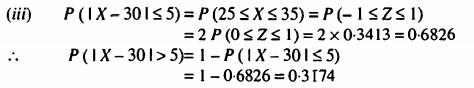 (iii) P ( | X – 30 | ≤ 5 ) = P ( 25 ≤ X ≤ 35 ) = P ( – 1 ≤ Z ≤ 1 )
= 2 P ( 0 ≤ Z ≤ 1 ) = 2 × 0·3413 = 0·6826
∴ P ( | X – 30 | > 5 ) = 1 – P ( | X – 30 | ≤ 5 )
= 1 – 0·6826 = 0·3174